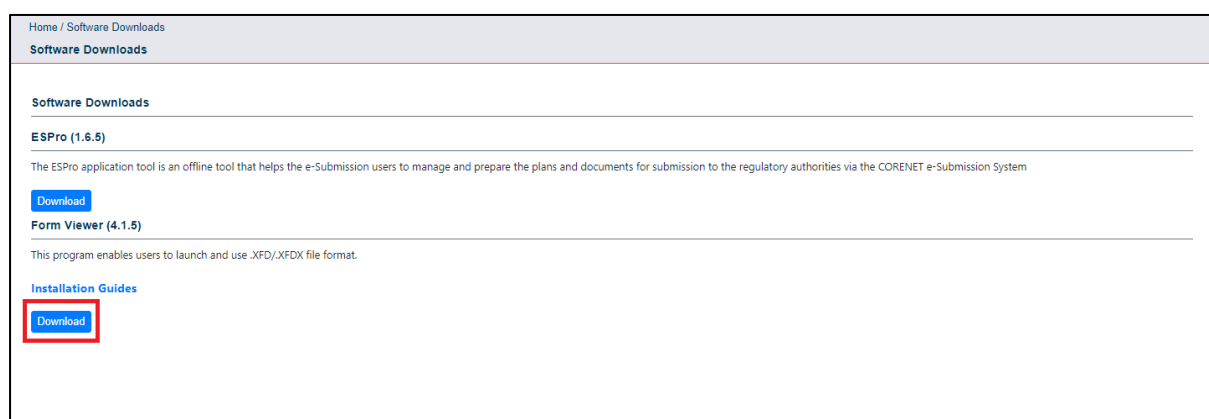 Home / Software Downloads
Software Downloads
Software Downloads
ESPro (1.6.5)
The ESPro application tool is an offline tool that helps the e-Submission users to manage and prepare the plans and documents for submission to the regulatory authorities via the CORENET e-Submission System
Download
Form Viewer (4.1.5)
This program enables users to launch and use .XFD/.XFDX file format.
Installation Guides
Download